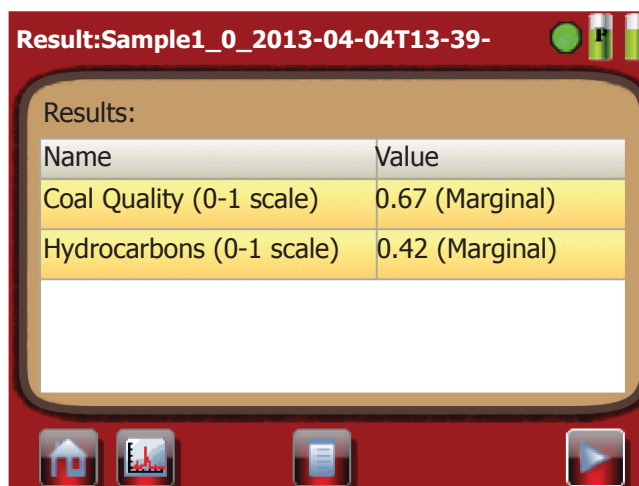 Result:Sample1_0_2013-04-04T13-39-
P
Results:
Name Value
Coal Quality (0-1 scale) 0.67 (Marginal)
Hydrocarbons (0-1 scale) 0.42 (Marginal)